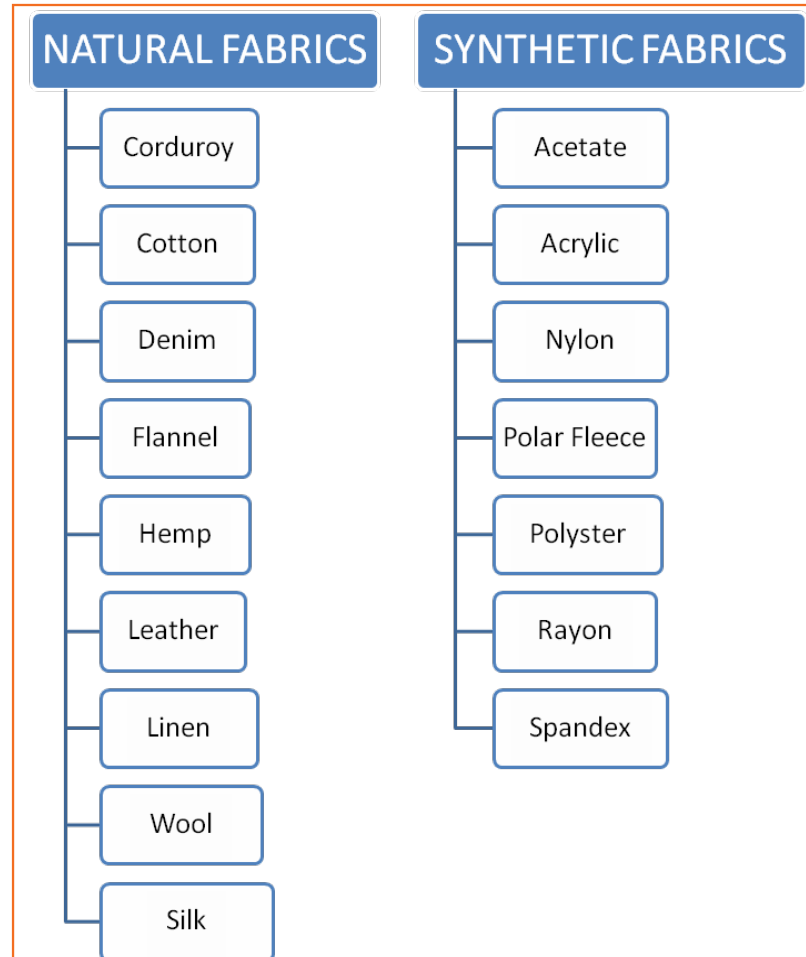 NATURAL FABRICS
Corduroy
Cotton
Denim
Flannel
Hemp
Leather
Linen
Wool
Silk
SYNTHETIC FABRICS
Acetate
Acrylic
Nylon
Polar Fleece
Polyster
Rayon
Spandex